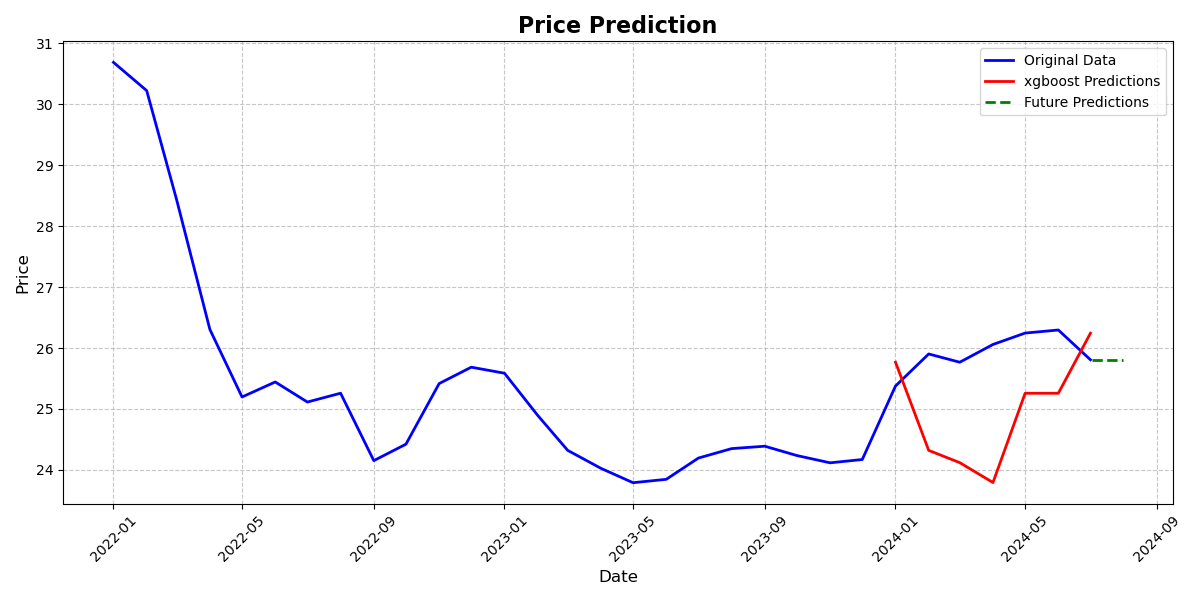 Price Prediction
31
30
29
28
27
26
25
24
Price
Original Data
xgboost Predictions
Future Predictions
2022-01
2022-05
2022-09
2023-01
2023-05
2023-09
2024-01
2024-05
2024-09
Date